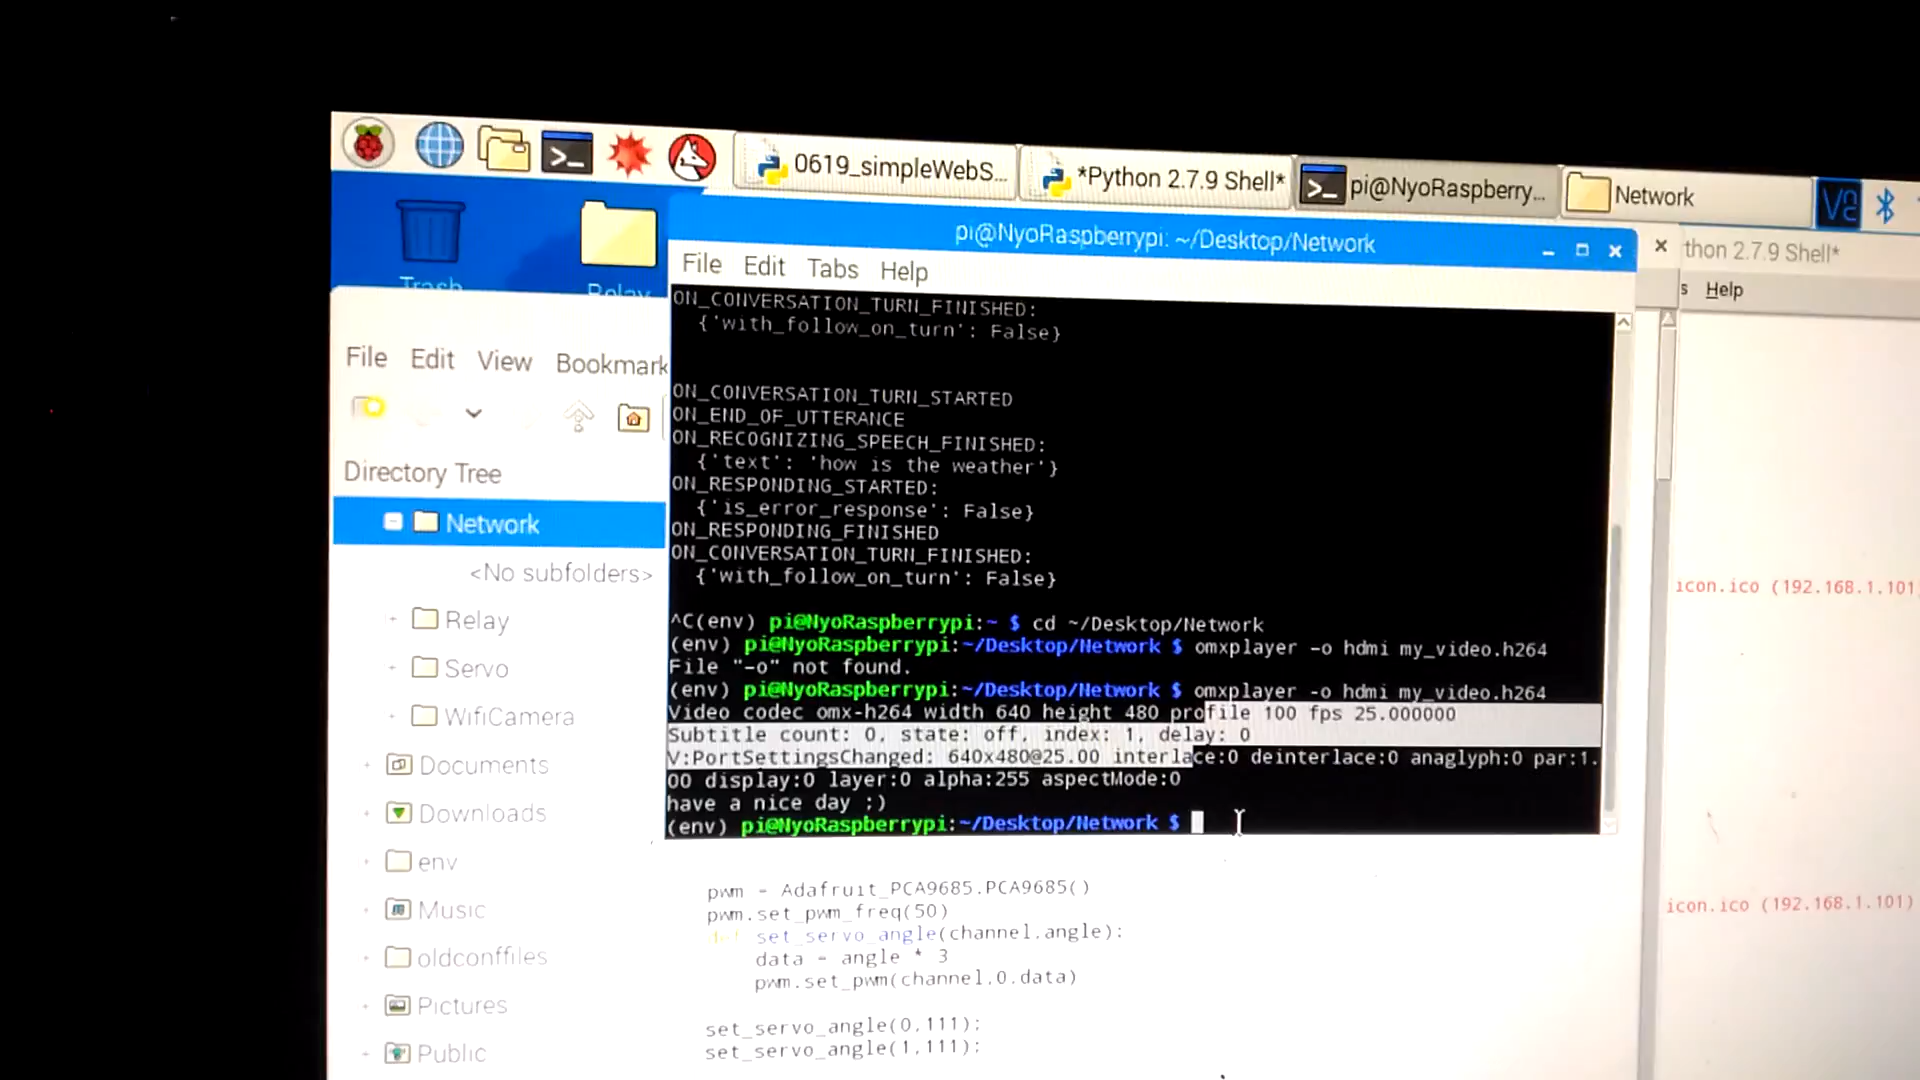 0619_simpleWebS...
*Python 2.7.9 Shell*
pi@NyoRaspberry...
Network
V2
Trash
Relay
pi@NyoRaspberrypi: ~/Desktop/Network
thon 2.7.9 Shell*
File Edit Tabs Help
s Help
ON_CONVERSATION_TURN_FINISHED:
{'with_follow_on_turn': False}
ON_CONVERSATION_TURN_STARTED
ON_END_OF_UTTERANCE
ON_RECOGNIZING_SPEECH_FINISHED:
{'text': 'how is the weather'}
ON_RESPONDING_STARTED:
{'is_error_response': False}
ON_RESPONDING_FINISHED
ON_CONVERSATION_TURN_FINISHED:
{'with_follow_on_turn': False}
^C(env) pi@NyoRaspberrypi:~ $ cd ~/Desktop/Network
(env) pi@NyoRaspberrypi:~/Desktop/Network $ omxplayer -o hdmi my_video.h264
File "-o" not found.
(env) pi@NyoRaspberrypi:~/Desktop/Network $ omxplayer -o hdmi my_video.h264
Video codec omx-h264 width 640 height 480 profile 100 fps 25.000000
Subtitle count: 0, state: off, index: 1, delay: 0
V:PortSettingsChanged: 640x480@25.00 interlace:0 deinterlace:0 anaglyph:0 par:1.
00 display:0 layer:0 alpha:255 aspectMode:0
have a nice day ;)
(env) pi@NyoRaspberrypi:~/Desktop/Network $
File Edit View Bookmark
Directory Tree
Network
<No subfolders>
Relay
Servo
WifiCamera
Documents
Downloads
env
Music
oldconffiles
Pictures
Public
pwm = Adafruit_PCA9685.PCA9685()
pwm.set_pwm_freq(50)
def set_servo_angle(channel,angle):
data = angle * 3
pwm.set_pwm(channel,0,data)
set_servo_angle(0,111);
set_servo_angle(1,111);
icon.ico (192.168.1.101)
icon.ico (192.168.1.101)